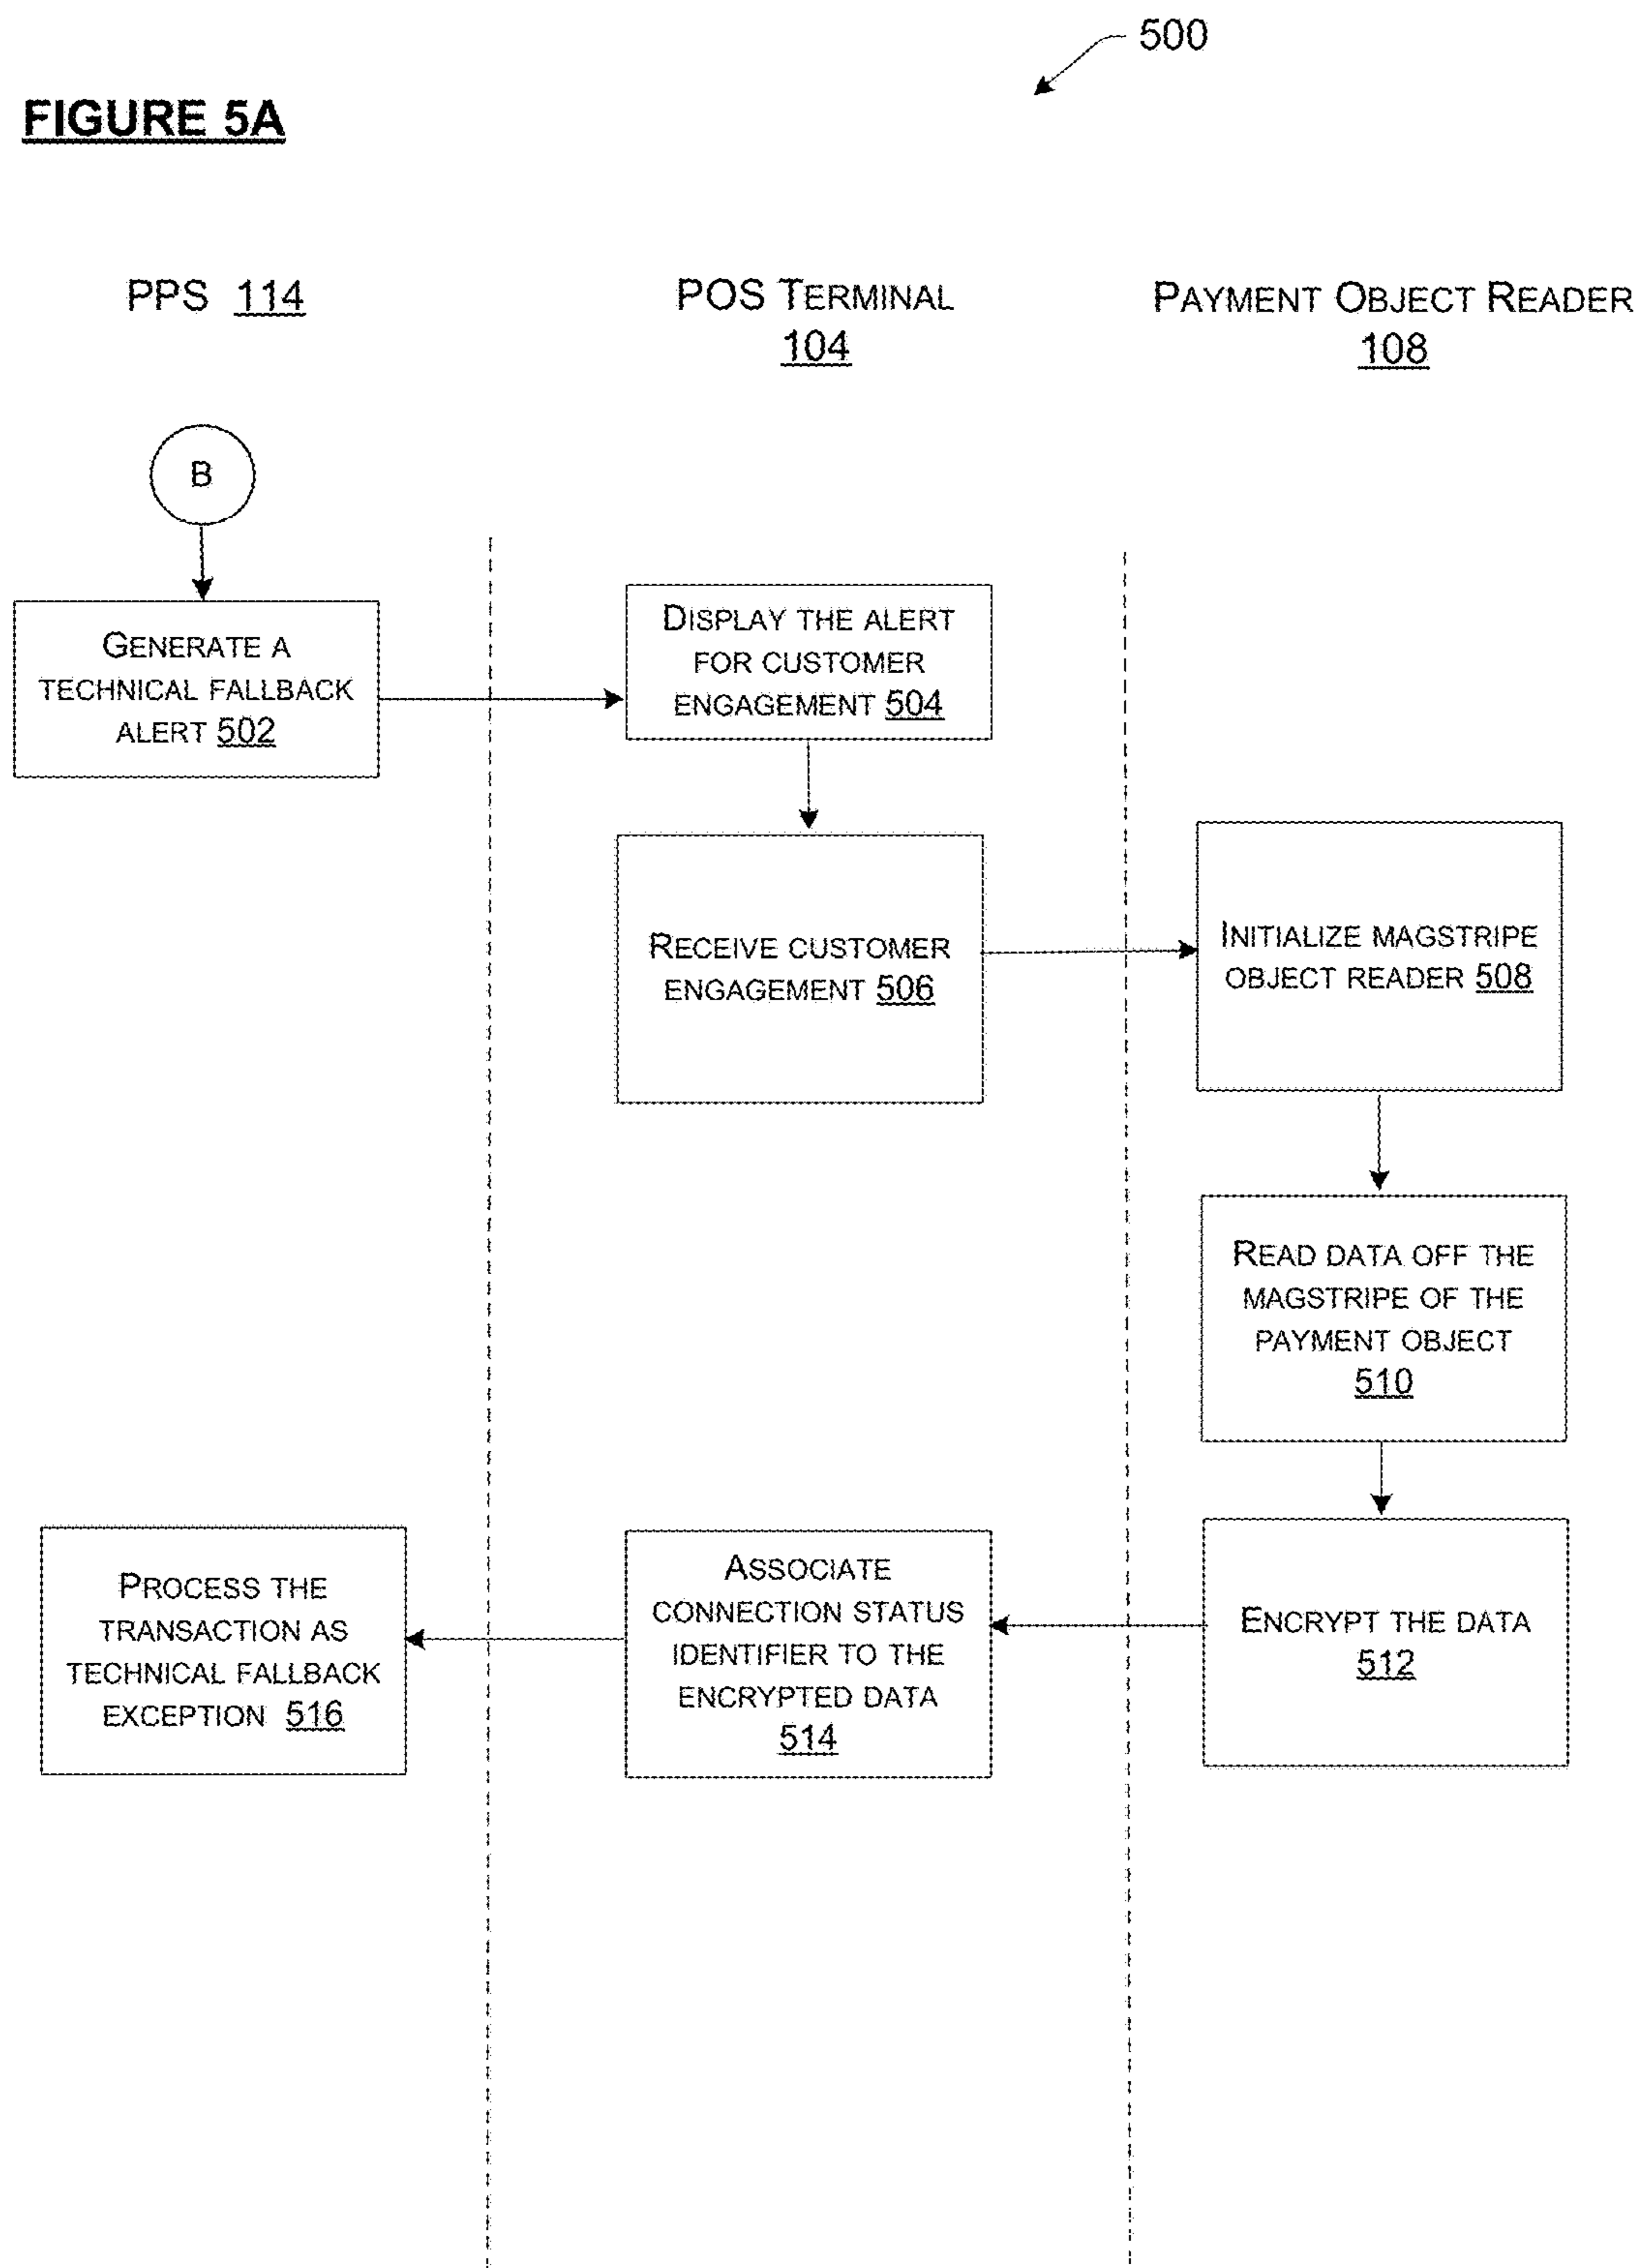 500
FIGURE 5A
PPS 114
POS TERMINAL
104
PAYMENT OBJECT READER
108
B
GENERATE A
TECHNICAL FALLBACK
ALERT 502
DISPLAY THE ALERT
FOR CUSTOMER
ENGAGEMENT 504
RECEIVE CUSTOMER
ENGAGEMENT 506
INITIALIZE MAGSTRIPE
OBJECT READER 508
READ DATA OFF THE
MAGSTRIPE OF THE
PAYMENT OBJECT
510
ENCRYPT THE DATA
512
ASSOCIATE
CONNECTION STATUS
IDENTIFIER TO THE
ENCRYPTED DATA
514
PROCESS THE
TRANSACTION AS
TECHNICAL FALLBACK
EXCEPTION 516